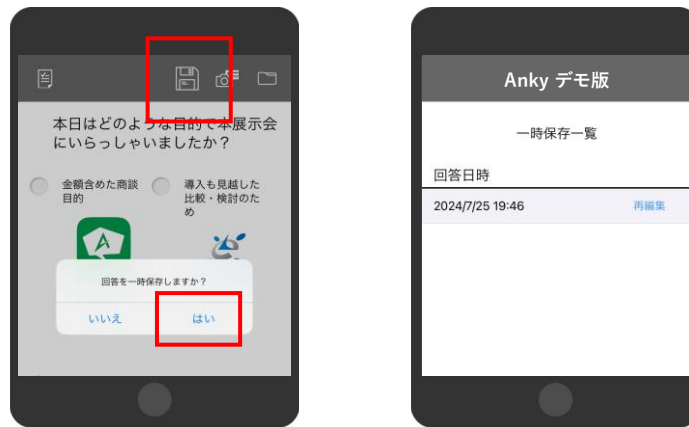 本日はどのような目的で本展示会
にいらっしゃいましたか？
金額含めた商談
目的
導入も見越した
比較・検討のた
め
回答を一時保存しますか？
いいえ
はい
Anky デモ版
一時保存一覧
回答日時
2024/7/25 19:46
再編集